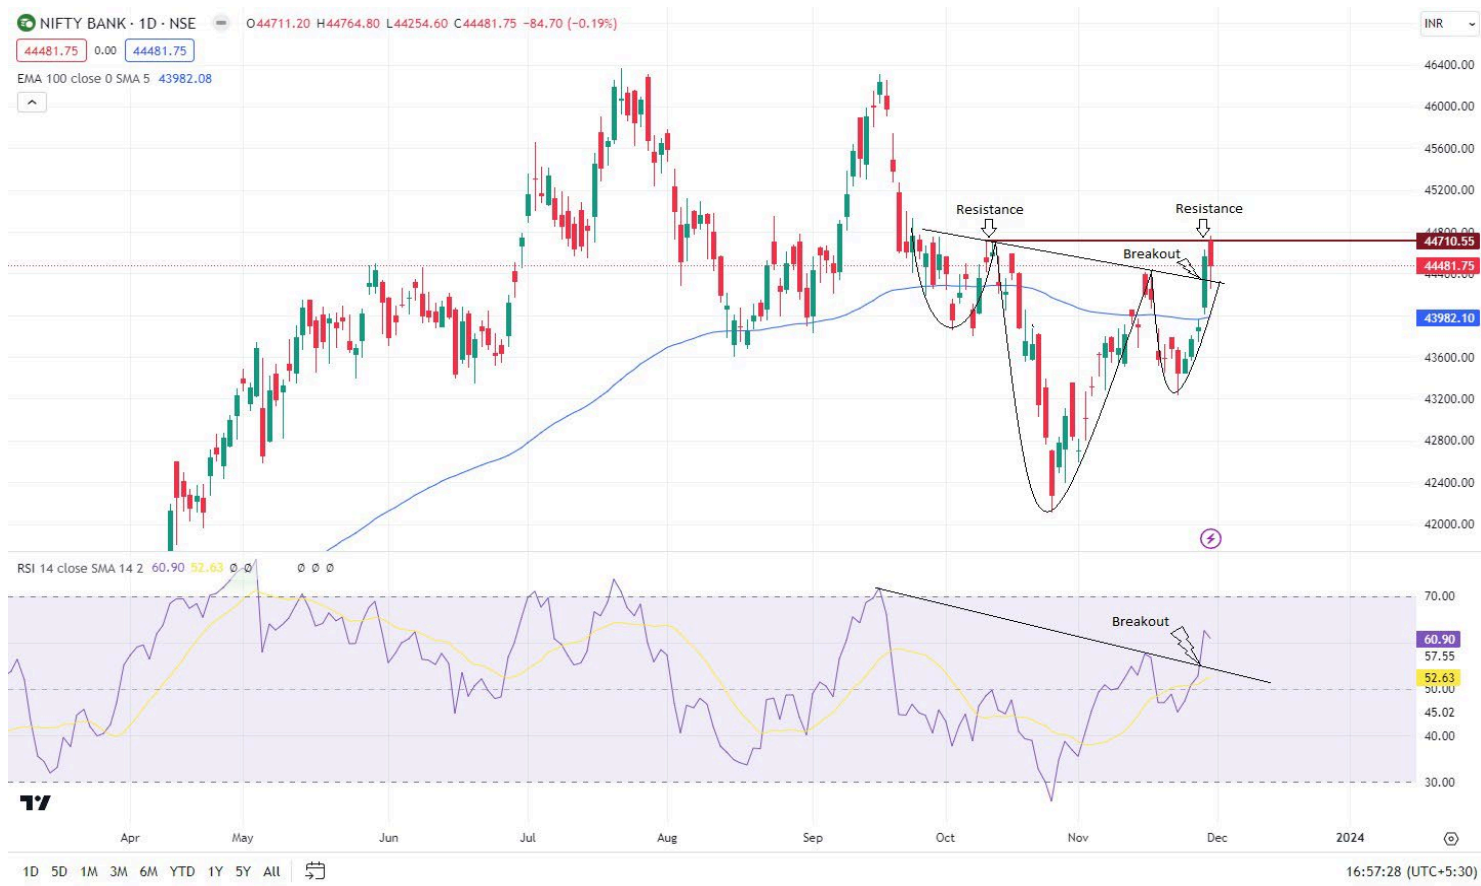 NIFTY BANK · 1D · NSE O44711.20 H44764.80 L44254.60 C44481.75 −84.70 (−0.19%)
INR
44481.75 0.00 44481.75
EMA 100 close 0 SMA 5 43982.08
46400.00
46000.00
45600.00
45200.00
Resistance
Resistance
44800.00
44710.55
Breakout
44481.75
44400.00
43982.10
43600.00
43200.00
42800.00
42400.00
42000.00
RSI 14 close SMA 14 2 60.90 52.63 Ø Ø Ø Ø Ø
70.00
Breakout
60.90
57.55
52.63
50.00
45.02
40.00
30.00
Apr May Jun Jul Aug Sep Oct Nov Dec 2024
1D 5D 1M 3M 6M YTD 1Y 5Y All
16:57:28 (UTC+5:30)